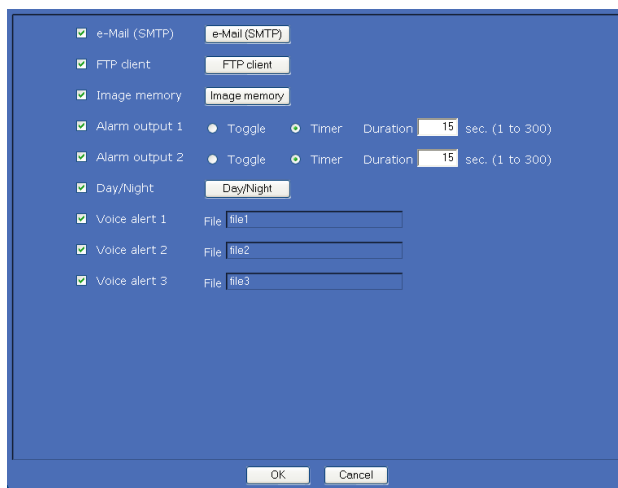 e-Mail (SMTP) e-Mail (SMTP)
FTP client FTP client
Image memory Image memory
Alarm output 1 Toggle Timer Duration 15 sec. (1 to 300)
Alarm output 2 Toggle Timer Duration 15 sec. (1 to 300)
Day/Night Day/Night
Voice alert 1 File file1
Voice alert 2 File file2
Voice alert 3 File file3
OK Cancel